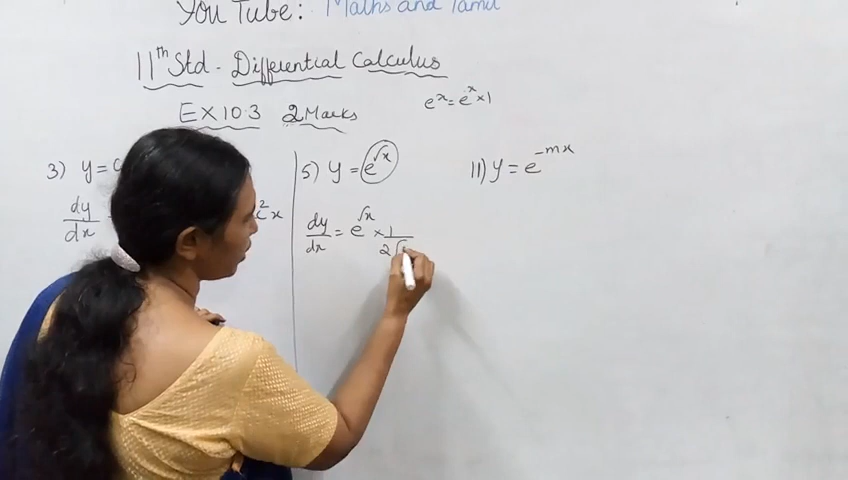 You Tube: Maths and Tamil
11th Std - Differential Calculus
EX 10.3 2 Marks
e^x = e^x × 1
3) y = c
dy/dx
2 x
5) y = e^√x
dy/dx = e^√x × 1/2√x
11) y = e^-mx